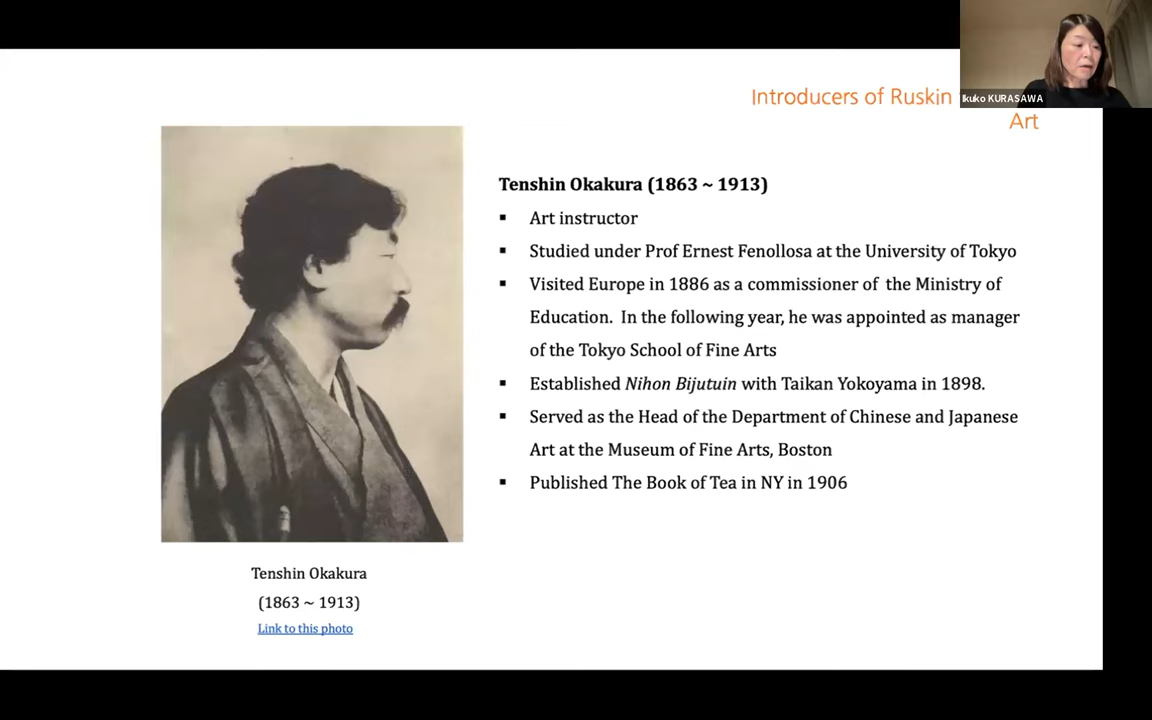 Introducers of Ruskin
Art
Ikuko KURASAWA
Tenshin Okakura (1863 ~ 1913)
▪ Art instructor
▪ Studied under Prof Ernest Fenollosa at the University of Tokyo
▪ Visited Europe in 1886 as a commissioner of the Ministry of
Education. In the following year, he was appointed as manager
of the Tokyo School of Fine Arts
▪ Established Nihon Bijutuin with Taikan Yokoyama in 1898.
▪ Served as the Head of the Department of Chinese and Japanese
Art at the Museum of Fine Arts, Boston
▪ Published The Book of Tea in NY in 1906
Tenshin Okakura
(1863 ~ 1913)
Link to this photo